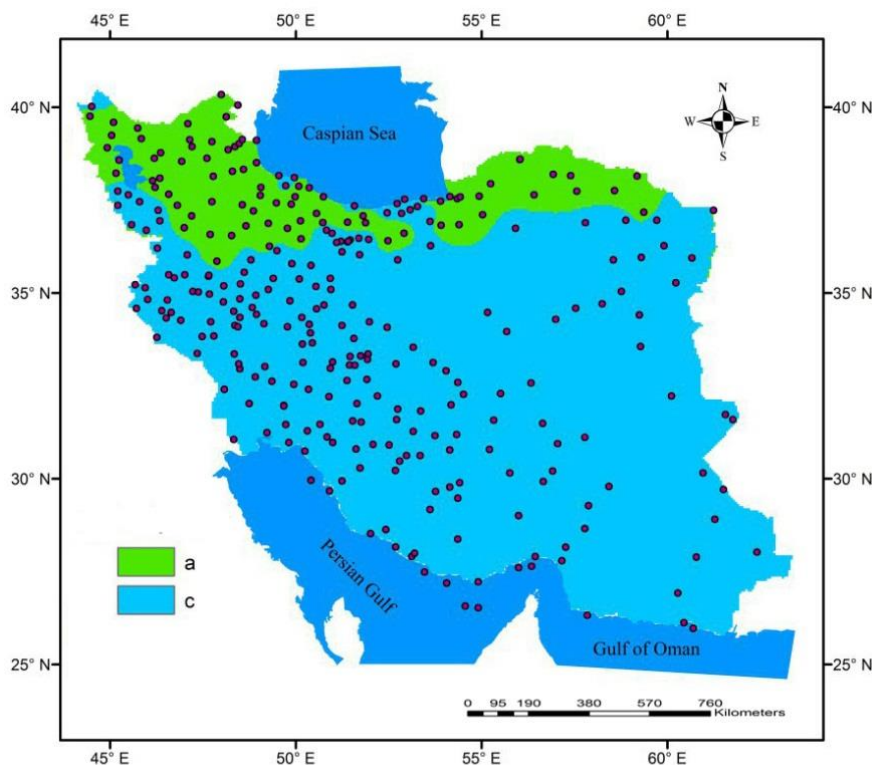 45° E 50° E 55° E 60° E
40° N 40° N
N
W E
S
Caspian Sea
35° N 35° N
30° N 30° N
a
c
Persian Gulf
Gulf of Oman
25° N 25° N
0 95 190 380 570 760
Kilometers
45° E 50° E 55° E 60° E